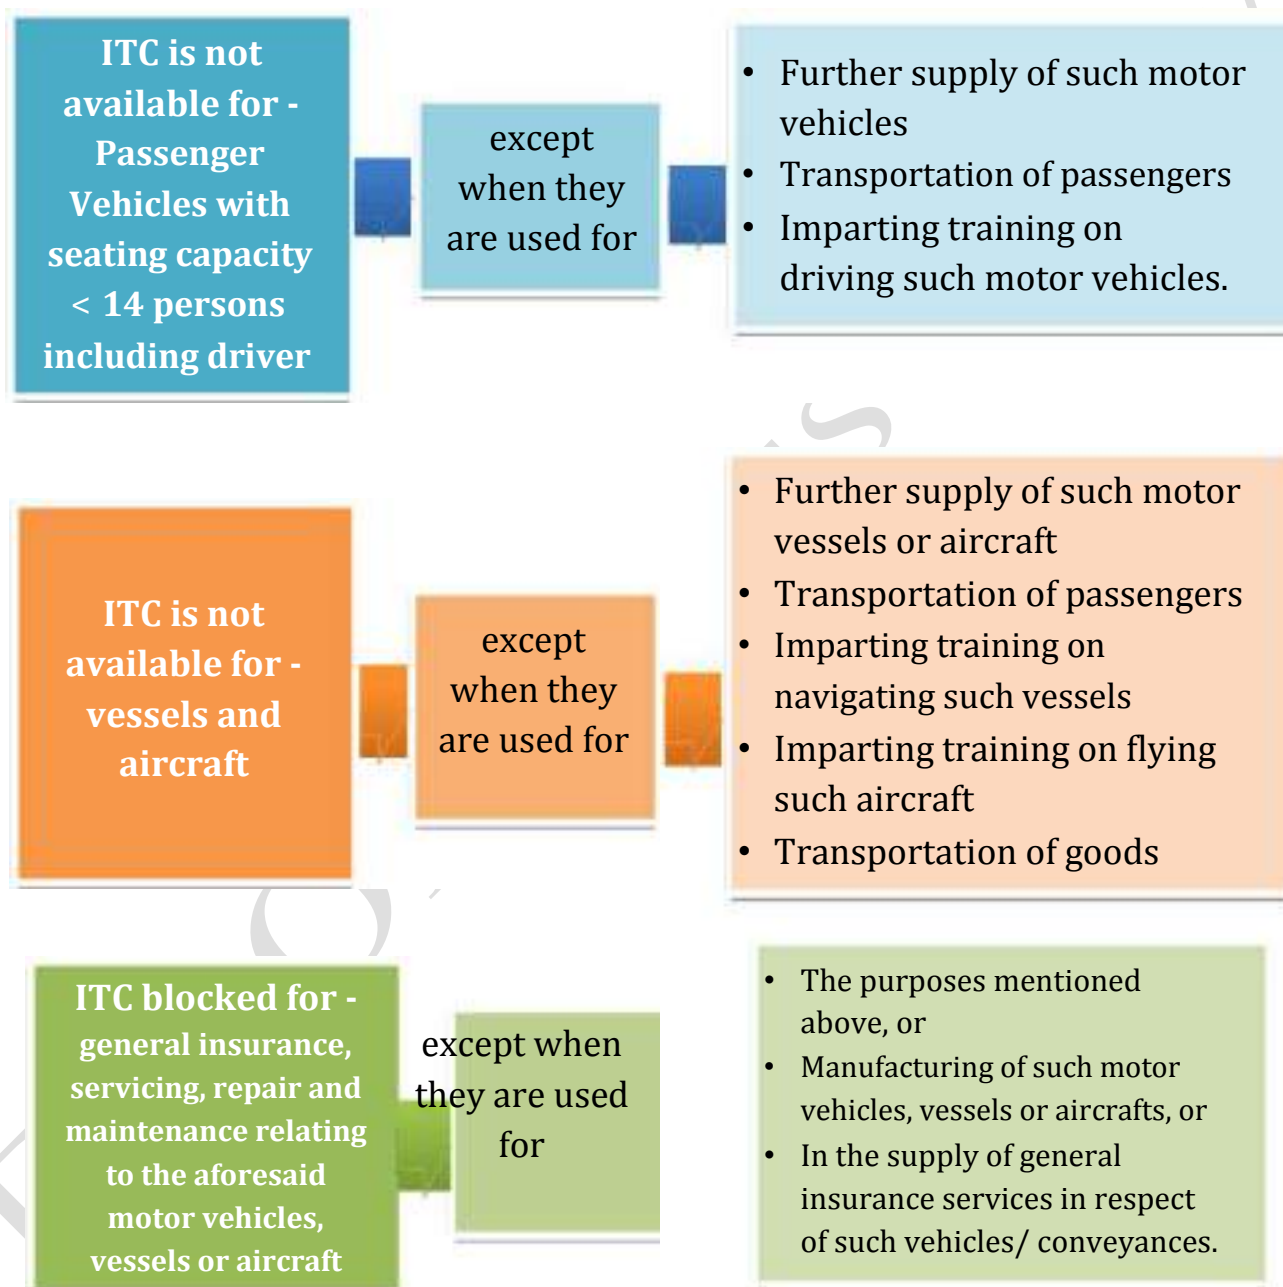 ITC is not
available for -
Passenger
Vehicles with
seating capacity
< 14 persons
including driver
except
when they
are used for
• Further supply of such motor
vehicles
• Transportation of passengers
• Imparting training on
driving such motor vehicles.
ITC is not
available for -
vessels and
aircraft
except
when they
are used for
• Further supply of such motor
vessels or aircraft
• Transportation of passengers
• Imparting training on
navigating such vessels
• Imparting training on flying
such aircraft
• Transportation of goods
ITC blocked for -
general insurance,
servicing, repair and
maintenance relating
to the aforesaid
motor vehicles,
vessels or aircraft
except when
they are used
for
• The purposes mentioned
above, or
• Manufacturing of such motor
vehicles, vessels or aircrafts, or
• In the supply of general
insurance services in respect
of such vehicles/ conveyances.